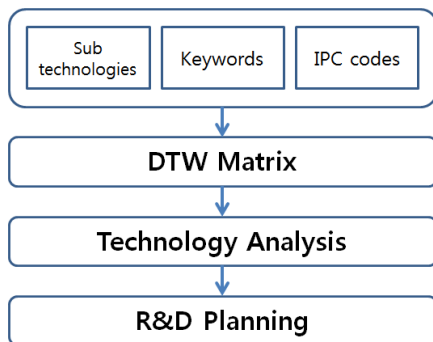 Sub
technologies
Keywords
IPC codes
DTW Matrix
Technology Analysis
R&D Planning